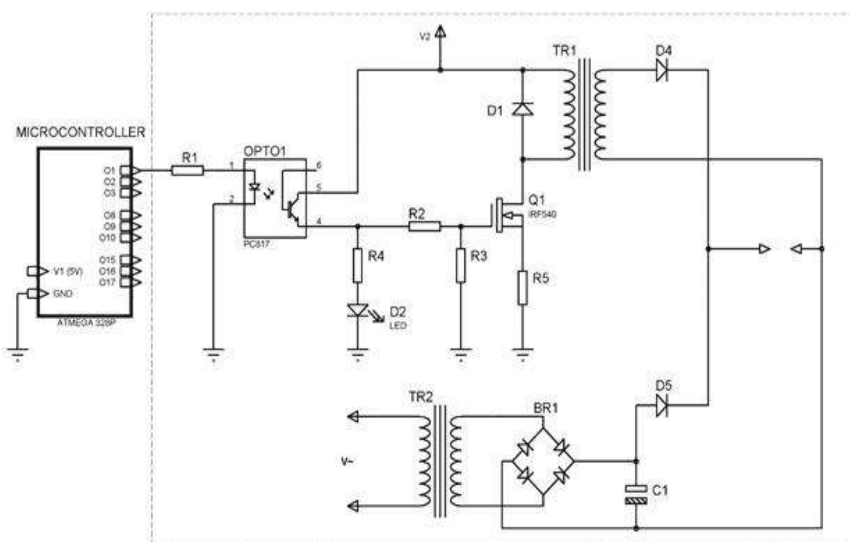 V2
TR1
D4
D1
MICROCONTROLLER
OPTO1
R1
O1
O2
O3
O8
O9
O10
O15
O16
O17
V1 (5V)
GND
ATMEGA 328P
1
2
6
5
4
PC817
R2
Q1
IRF540
R4
R3
R5
D2
LED
TR2
BR1
D5
V~
C1